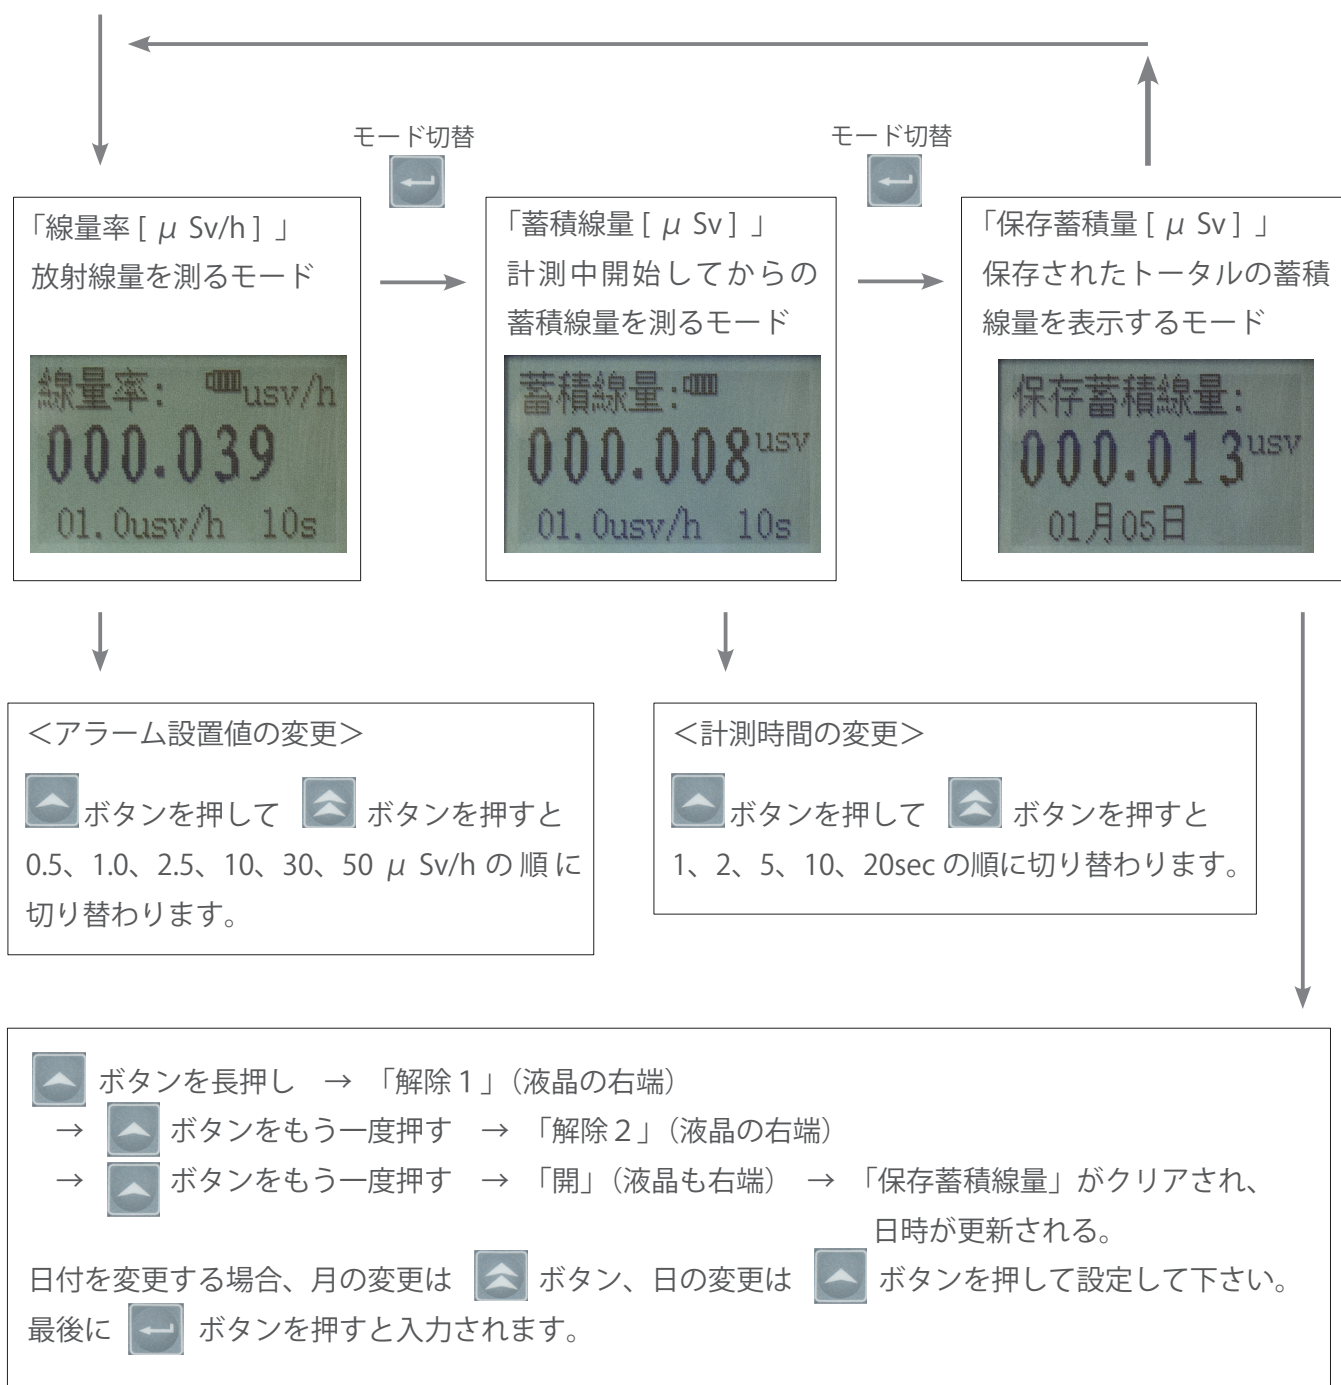 モード切替
モード切替
「線量率 [ μ Sv/h ] 」
放射線量を測るモード
線量率: usv/h
000.039
01.0usv/h 10s
「蓄積線量 [ μ Sv ] 」
計測中開始してからの
蓄積線量を測るモード
蓄積線量:
000.008usv
01.0usv/h 10s
「保存蓄積量 [ μ Sv ] 」
保存されたトータルの蓄積
線量を表示するモード
保存蓄積線量:
000.013usv
01月05日
＜アラーム設置値の変更＞
ボタンを押して ボタンを押すと
0.5、1.0、2.5、10、30、50 μ Sv/h の 順 に
切り替わります。
＜計測時間の変更＞
ボタンを押して ボタンを押すと
1、2、5、10、20sec の順に切り替わります。
ボタンを長押し → 「解除１」（液晶の右端）
→ ボタンをもう一度押す → 「解除２」（液晶の右端）
→ ボタンをもう一度押す → 「開」（液晶も右端） → 「保存蓄積線量」がクリアされ、
日時が更新される。
日付を変更する場合、月の変更は ボタン、日の変更は ボタンを押して設定して下さい。
最後に ボタンを押すと入力されます。